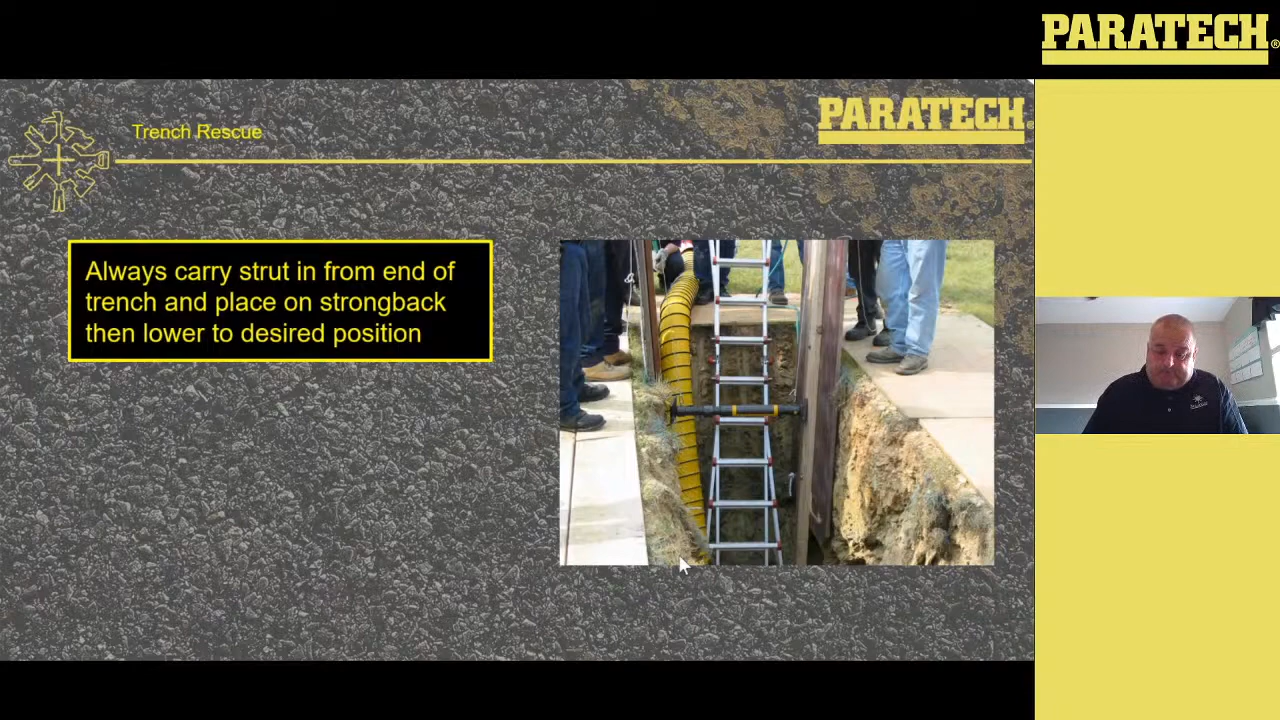 PARATECH®
Trench Rescue
PARATECH®
Always carry strut in from end of
trench and place on strongback
then lower to desired position